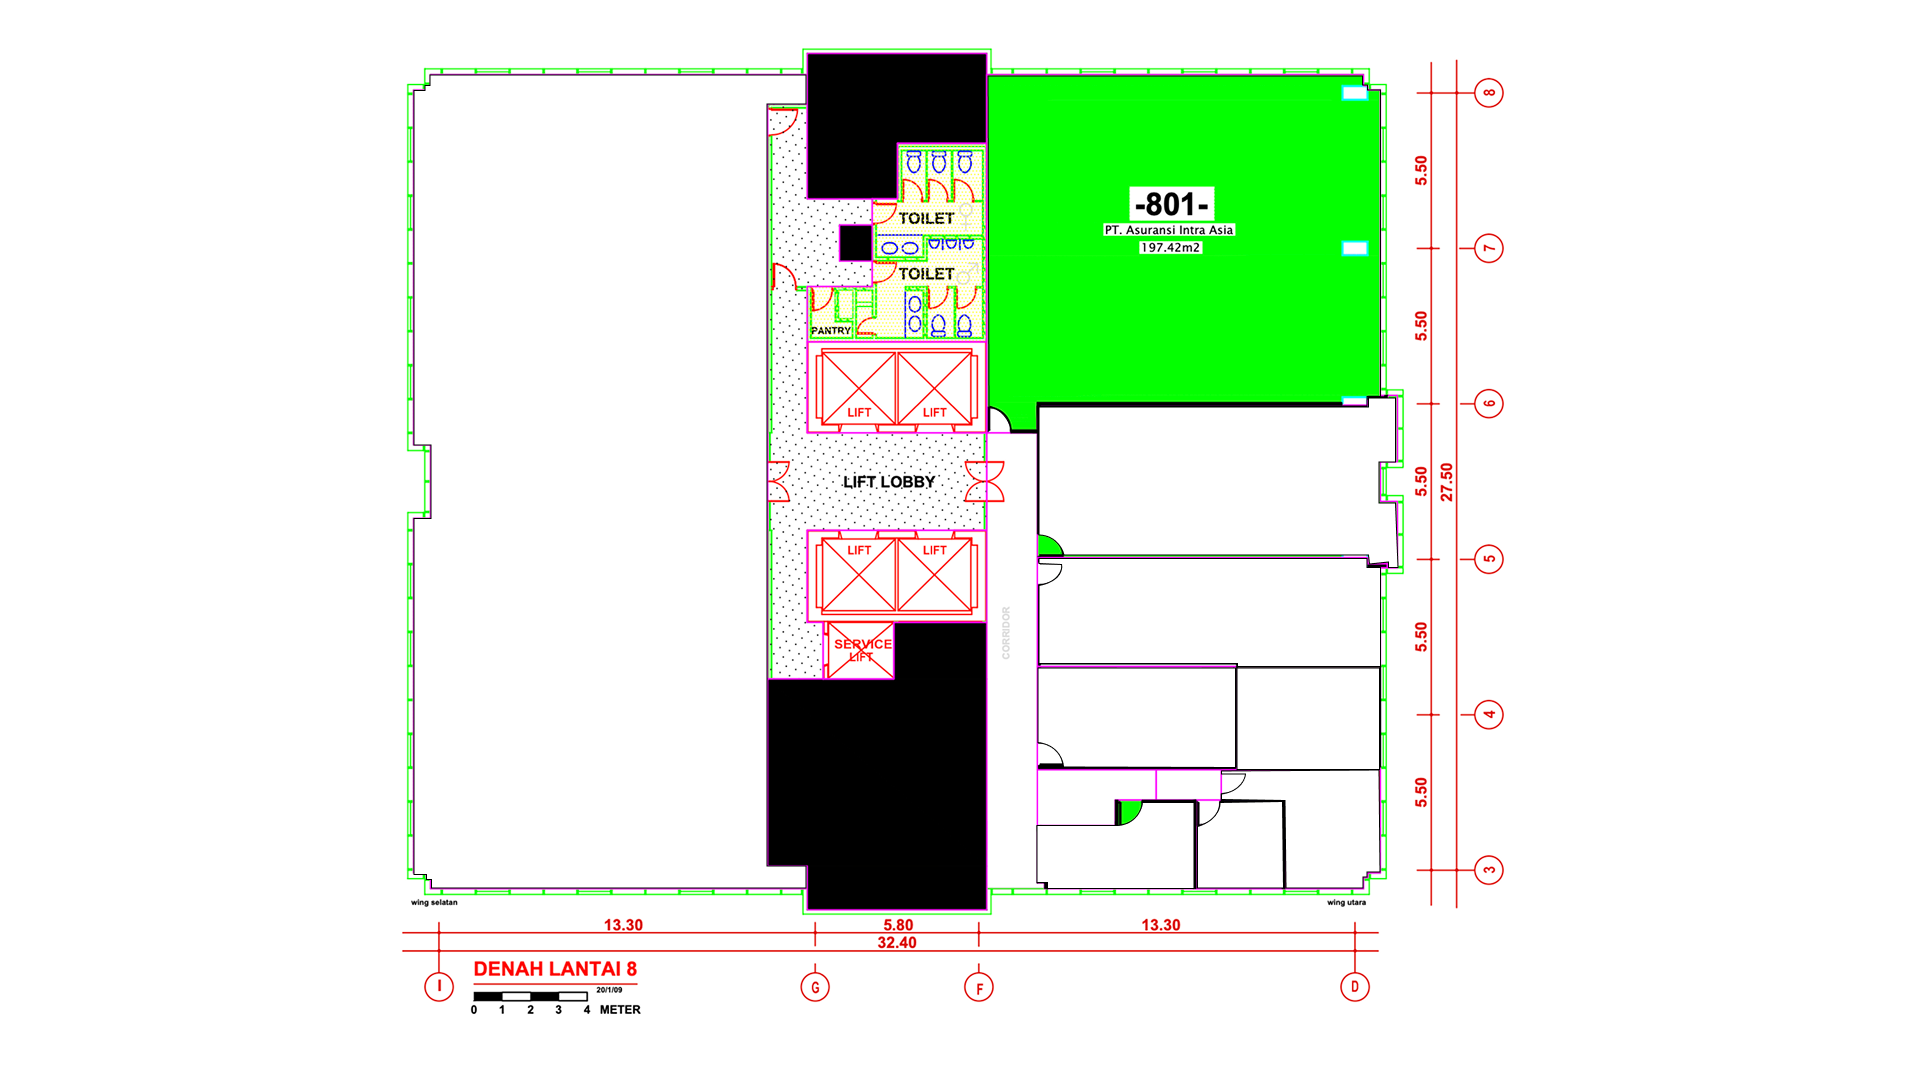 8
5.50
-801-
PT. Asuransi Intra Asia
197.42m2
TOILET
7
TOILET
5.50
PANTRY
6
LIFT
LIFT
LIFT LOBBY
5.50
27.50
LIFT
LIFT
5
CORRIDOR
SERVICE
LIFT
5.50
4
5.50
3
wing selatan
wing utara
13.30
5.80
13.30
32.40
DENAH LANTAI 8
I
G
F
D
20/1/09
0 1 2 3 4 METER